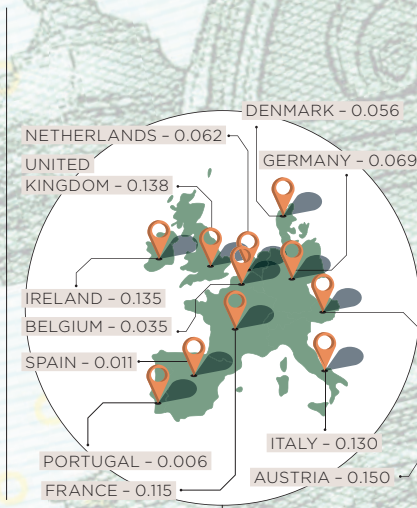 DENMARK – 0.056
NETHERLANDS – 0.062
UNITED
KINGDOM – 0.138
GERMANY – 0.069
IRELAND – 0.135
BELGIUM – 0.035
SPAIN – 0.011
ITALY – 0.130
PORTUGAL – 0.006
AUSTRIA – 0.150
FRANCE – 0.115